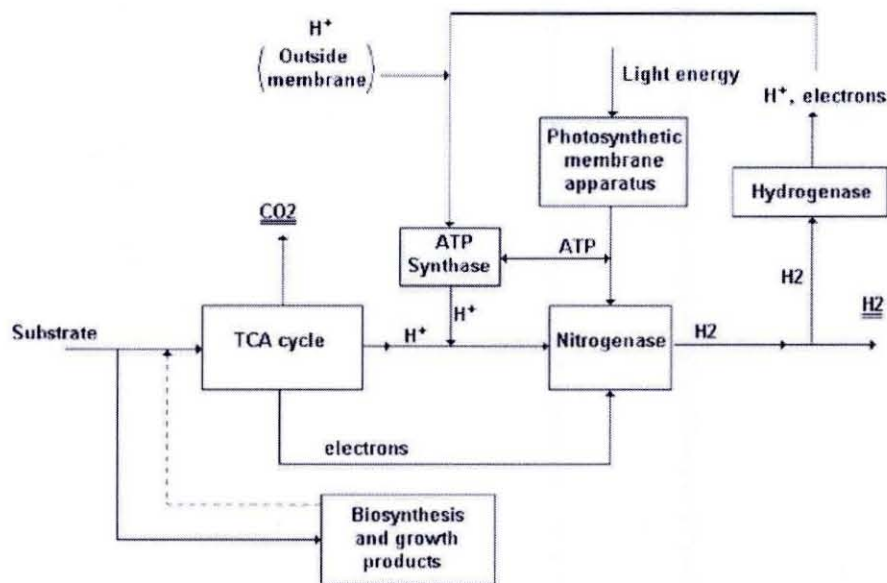 H+
(Outside
membrane)
Light energy
H+, electrons
Photosynthetic
membrane
apparatus
Hydrogenase
CO2
ATP
Synthase
ATP
H2
H2
Substrate
TCA cycle
H+
H+
Nitrogenase
H2
electrons
Biosynthesis
and growth
products